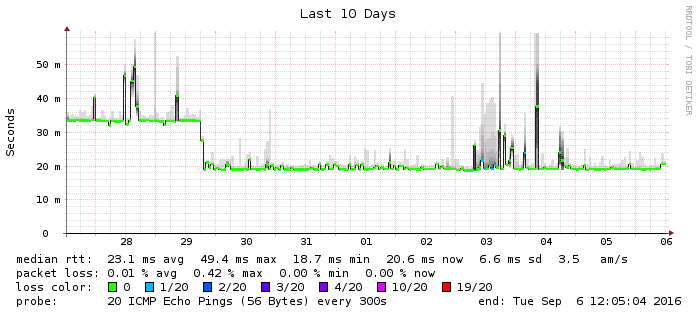 Last 10 Days
RRDTOOL / TOBI OETIKER
Seconds
50 m
40 m
30 m
20 m
10 m
0
28 29 30 31 01 02 03 04 05 06
median rtt: 23.1 ms avg 49.4 ms max 18.7 ms min 20.6 ms now 6.6 ms sd 3.5 am/s
packet loss: 0.01 % avg 0.42 % max 0.00 % min 0.00 % now
loss color: 0 1/20 2/20 3/20 4/20 10/20 19/20
probe: 20 ICMP Echo Pings (56 Bytes) every 300s end: Tue Sep 6 12:05:04 2016